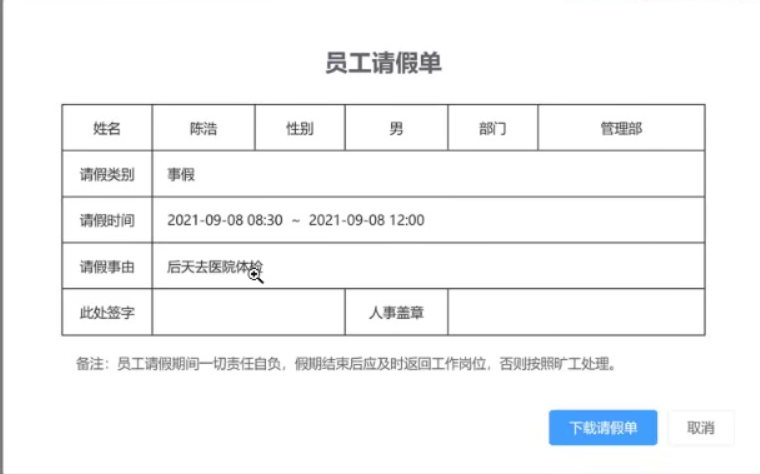 员工请假单
姓名 陈浩 性别 男 部门 管理部
请假类别 事假
请假时间 2021-09-08 08:30 ~ 2021-09-08 12:00
请假事由 后天去医院体检
此处签字 人事盖章
备注：员工请假期间一切责任自负，假期结束后应及时返回工作岗位，否则按照旷工处理。
下载请假单 取消